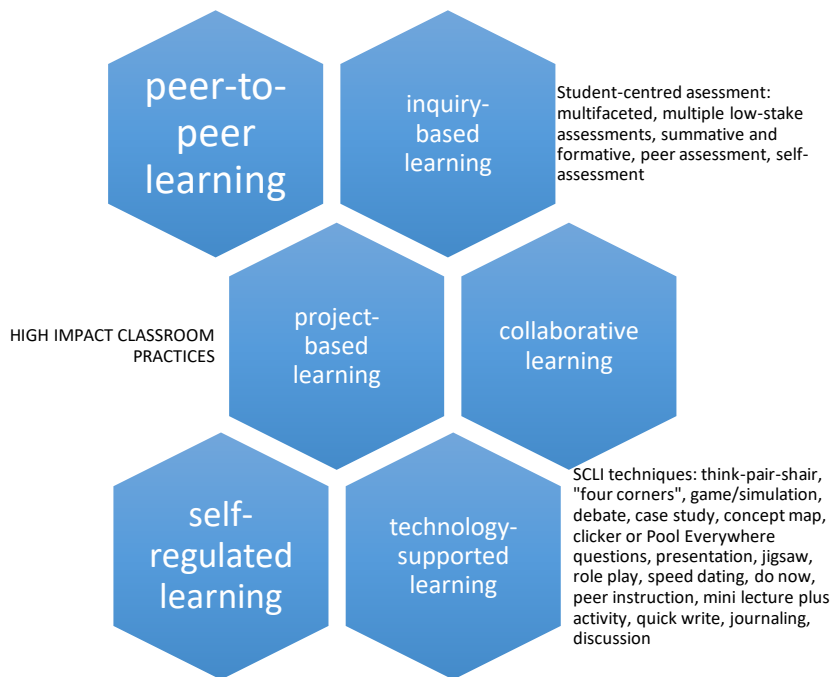 peer-to-
peer
learning
inquiry-
based
learning
Student-centred asessment:
multifaceted, multiple low-stake
assessments, summative and
formative, peer assessment, self-
assessment
HIGH IMPACT CLASSROOM
PRACTICES
project-
based
learning
collaborative
learning
self-
regulated
learning
technology-
supported
learning
SCLI techniques: think-pair-shair,
"four corners", game/simulation,
debate, case study, concept map,
clicker or Pool Everywhere
questions, presentation, jigsaw,
role play, speed dating, do now,
peer instruction, mini lecture plus
activity, quick write, journaling,
discussion